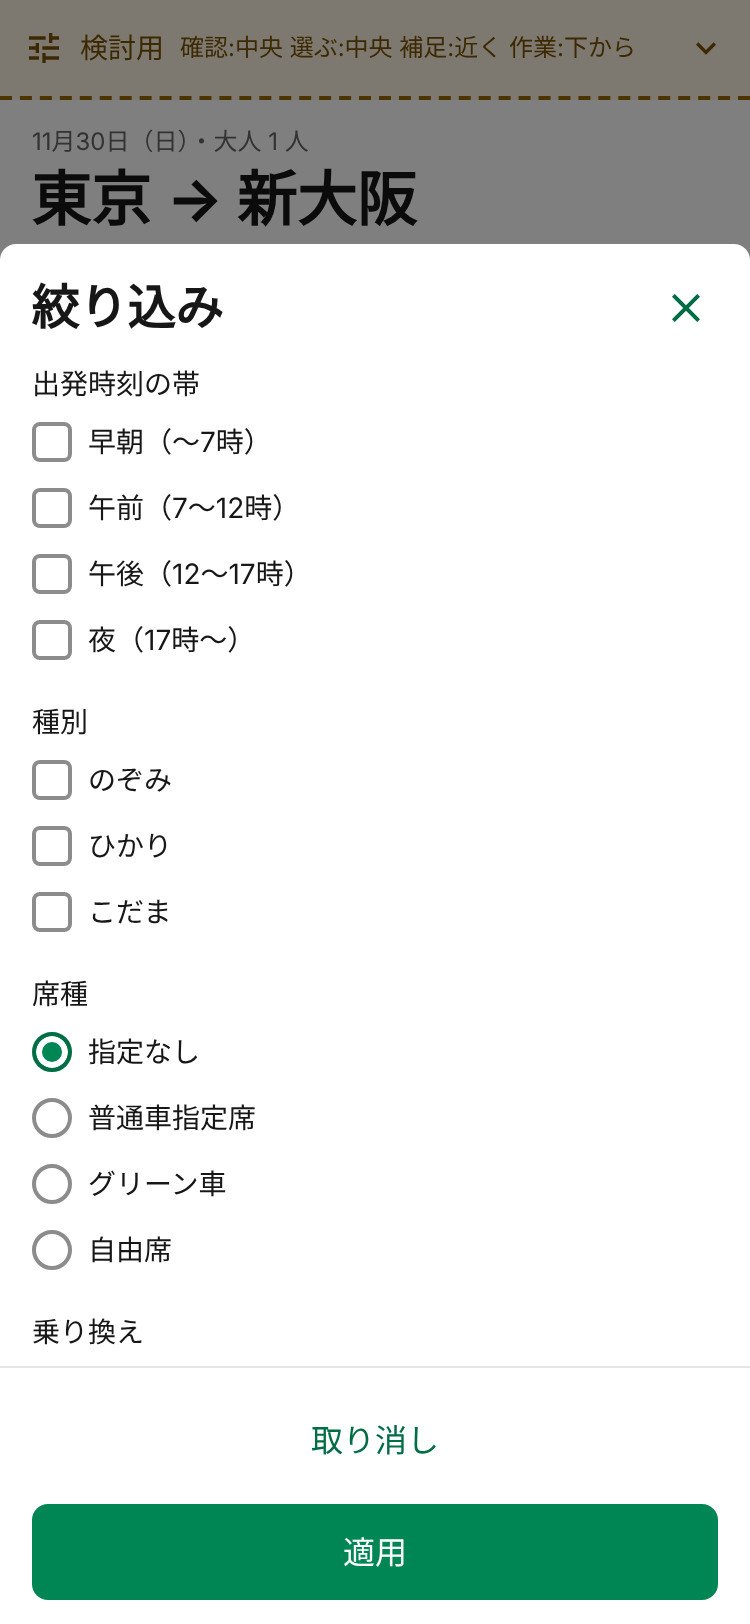 検討用 確認:中央 選ぶ:中央 補足:近く 作業:下から
11月30日（日）・大人 1 人
東京 → 新大阪
絞り込み
出発時刻の帯
早朝（〜7時）
午前（7〜12時）
午後（12〜17時）
夜（17時〜）
種別
のぞみ
ひかり
こだま
席種
指定なし
普通車指定席
グリーン車
自由席
乗り換え
取り消し
適用